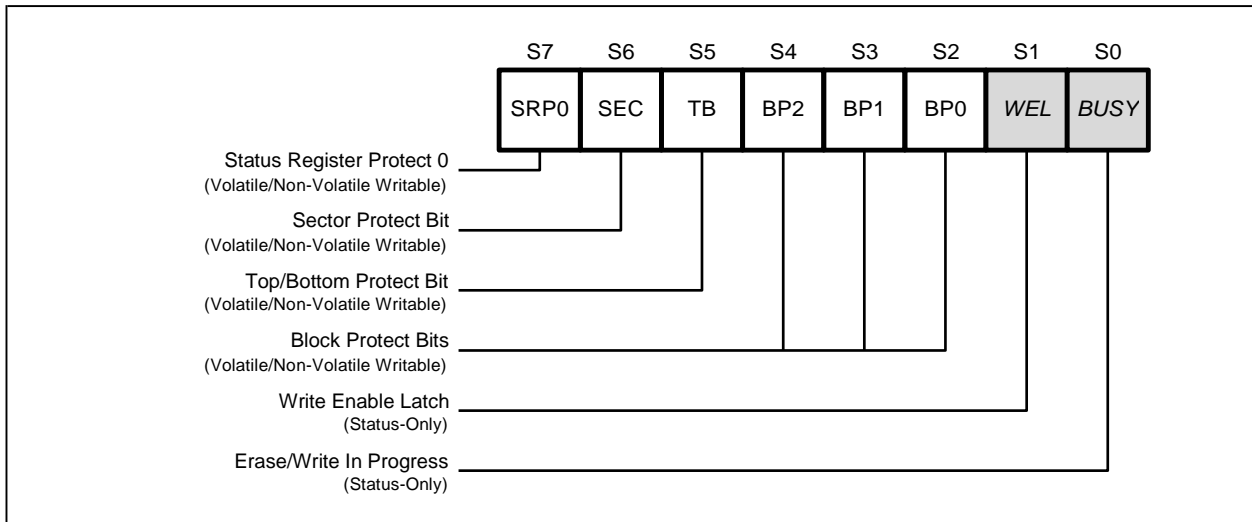 S7 S6 S5 S4 S3 S2 S1 S0
SRP0 SEC TB BP2 BP1 BP0 WEL BUSY
Status Register Protect 0
(Volatile/Non-Volatile Writable)
Sector Protect Bit
(Volatile/Non-Volatile Writable)
Top/Bottom Protect Bit
(Volatile/Non-Volatile Writable)
Block Protect Bits
(Volatile/Non-Volatile Writable)
Write Enable Latch
(Status-Only)
Erase/Write In Progress
(Status-Only)